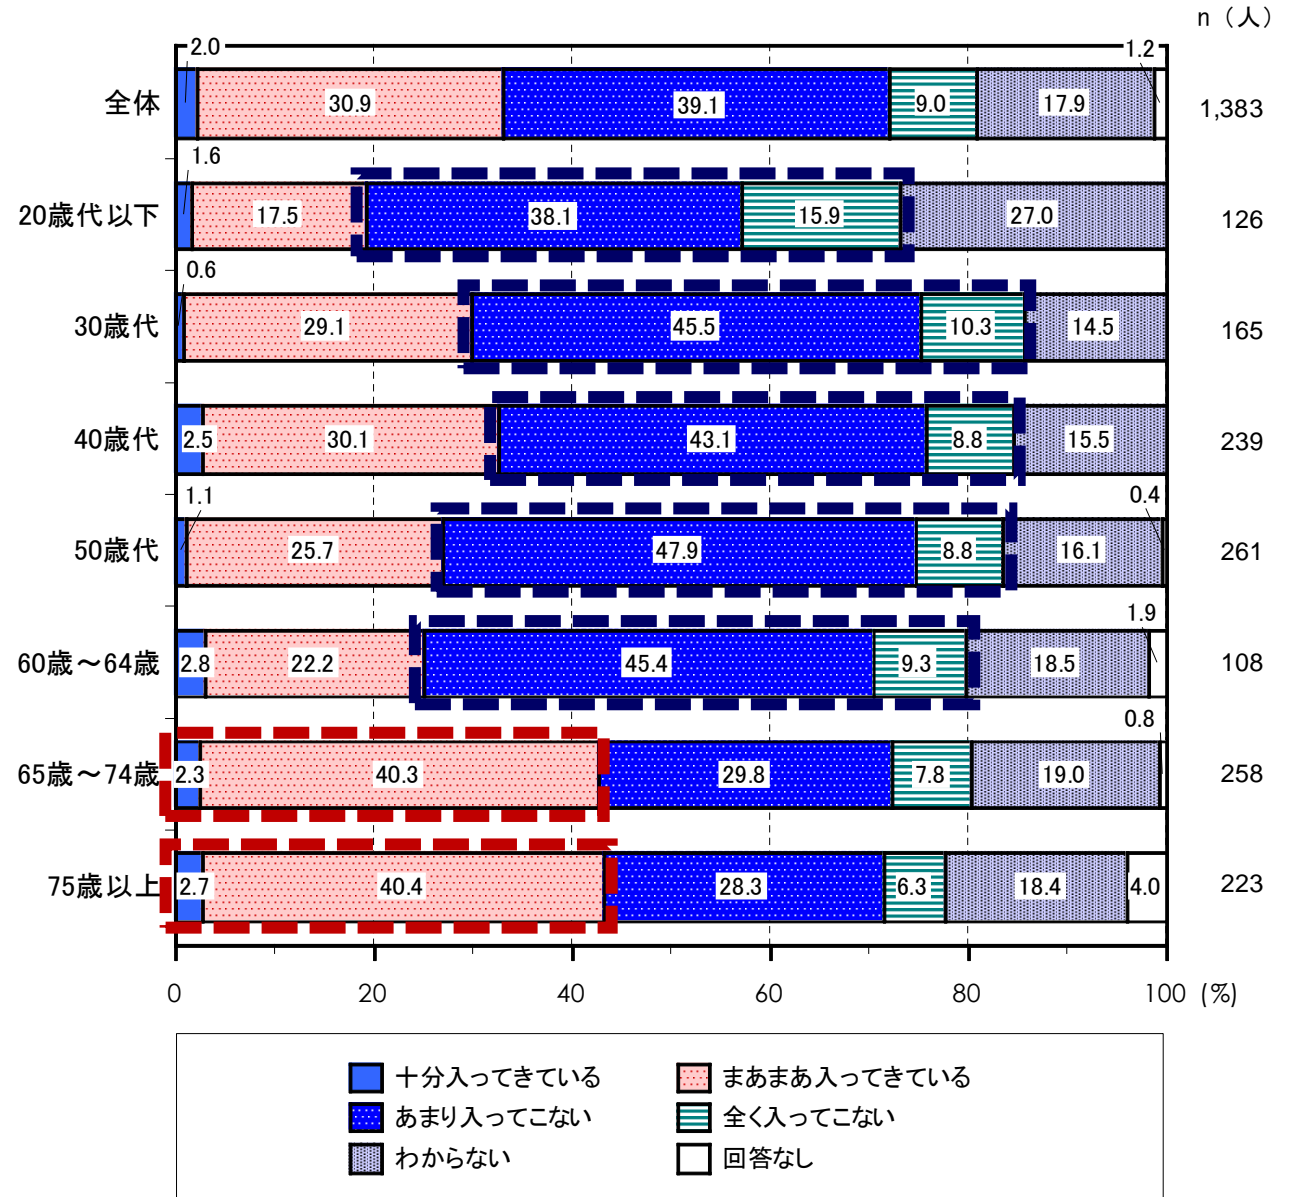 n（人）
2.0 1.2
全体 30.9 39.1 9.0 17.9 1,383
1.6
20歳代以下 17.5 38.1 15.9 27.0 126
0.6
30歳代 29.1 45.5 10.3 14.5 165
40歳代 2.5 30.1 43.1 8.8 15.5 239
1.1 0.4
50歳代 25.7 47.9 8.8 16.1 261
1.9
60歳～64歳 2.8 22.2 45.4 9.3 18.5 108
0.8
65歳～74歳 2.3 40.3 29.8 7.8 19.0 258
75歳以上 2.7 40.4 28.3 6.3 18.4 4.0 223
0 20 40 60 80 100 (%)
十分入ってきている まあまあ入ってきている
あまり入ってこない 全く入ってこない
わからない 回答なし